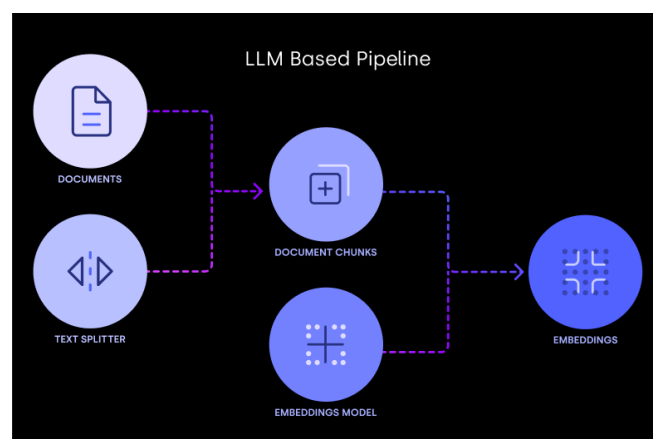 LLM Based Pipeline
DOCUMENTS
DOCUMENT CHUNKS
TEXT SPLITTER
EMBEDDINGS
EMBEDDINGS MODEL